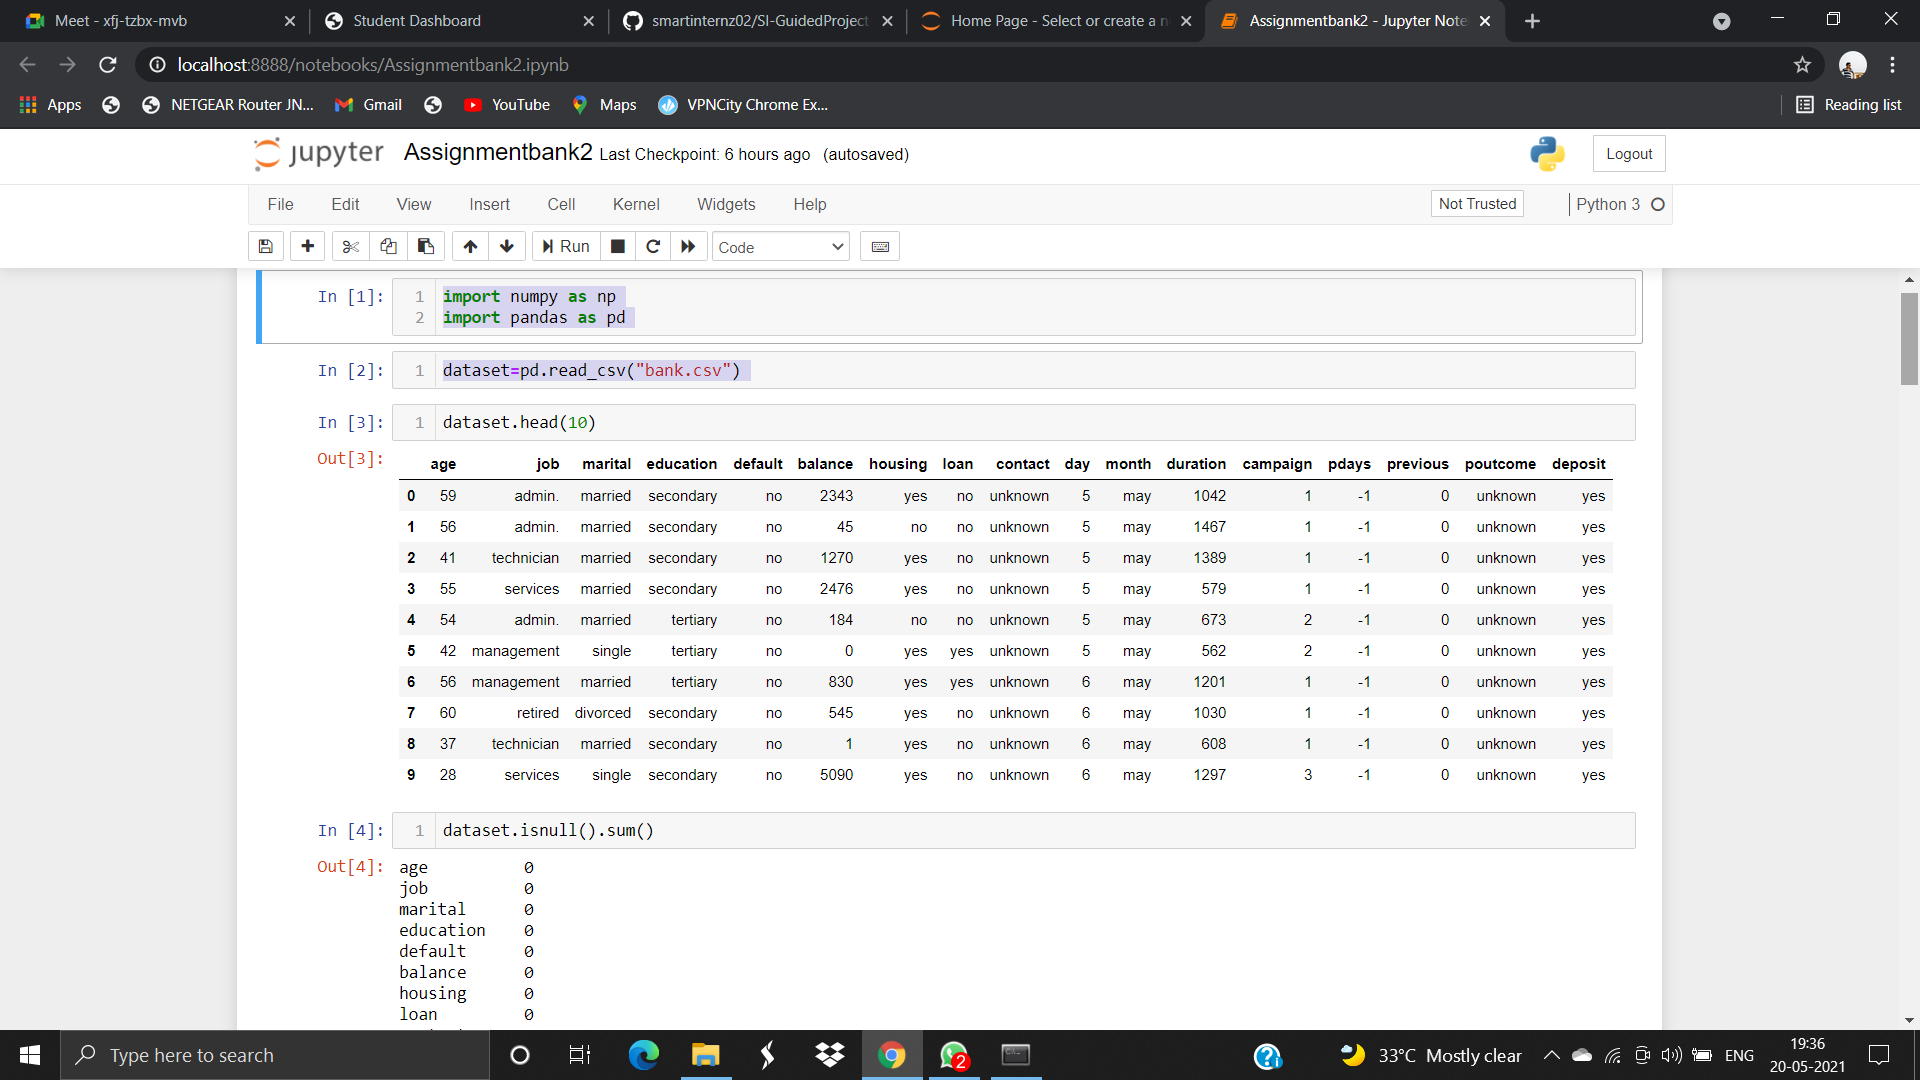 Meet - xfj-tzbx-mvb
Student Dashboard
smartinternz02/SI-GuidedProject
Home Page - Select or create a n
Assignmentbank2 - Jupyter Note
localhost:8888/notebooks/Assignmentbank2.ipynb
Apps NETGEAR Router JN... Gmail YouTube Maps VPNCity Chrome Ex... Reading list
jupyter Assignmentbank2 Last Checkpoint: 6 hours ago (autosaved) Logout
File Edit View Insert Cell Kernel Widgets Help Not Trusted Python 3
Run Code
In [1]: 1 import numpy as np
2 import pandas as pd
In [2]: 1 dataset=pd.read_csv("bank.csv")
In [3]: 1 dataset.head(10)
Out[3]:
age job marital education default balance housing loan contact day month duration campaign pdays previous poutcome deposit
0 59 admin. married secondary no 2343 yes no unknown 5 may 1042 1 -1 0 unknown yes
1 56 admin. married secondary no 45 no no unknown 5 may 1467 1 -1 0 unknown yes
2 41 technician married secondary no 1270 yes no unknown 5 may 1389 1 -1 0 unknown yes
3 55 services married secondary no 2476 yes no unknown 5 may 579 1 -1 0 unknown yes
4 54 admin. married tertiary no 184 no no unknown 5 may 673 2 -1 0 unknown yes
5 42 management single tertiary no 0 yes yes unknown 5 may 562 2 -1 0 unknown yes
6 56 management married tertiary no 830 yes yes unknown 6 may 1201 1 -1 0 unknown yes
7 60 retired divorced secondary no 545 yes no unknown 6 may 1030 1 -1 0 unknown yes
8 37 technician married secondary no 1 yes no unknown 6 may 608 1 -1 0 unknown yes
9 28 services single secondary no 5090 yes no unknown 6 may 1297 3 -1 0 unknown yes
In [4]: 1 dataset.isnull().sum()
Out[4]: age 0
job 0
marital 0
education 0
default 0
balance 0
housing 0
loan 0
Type here to search
2
33°C Mostly clear
ENG
19:36
20-05-2021